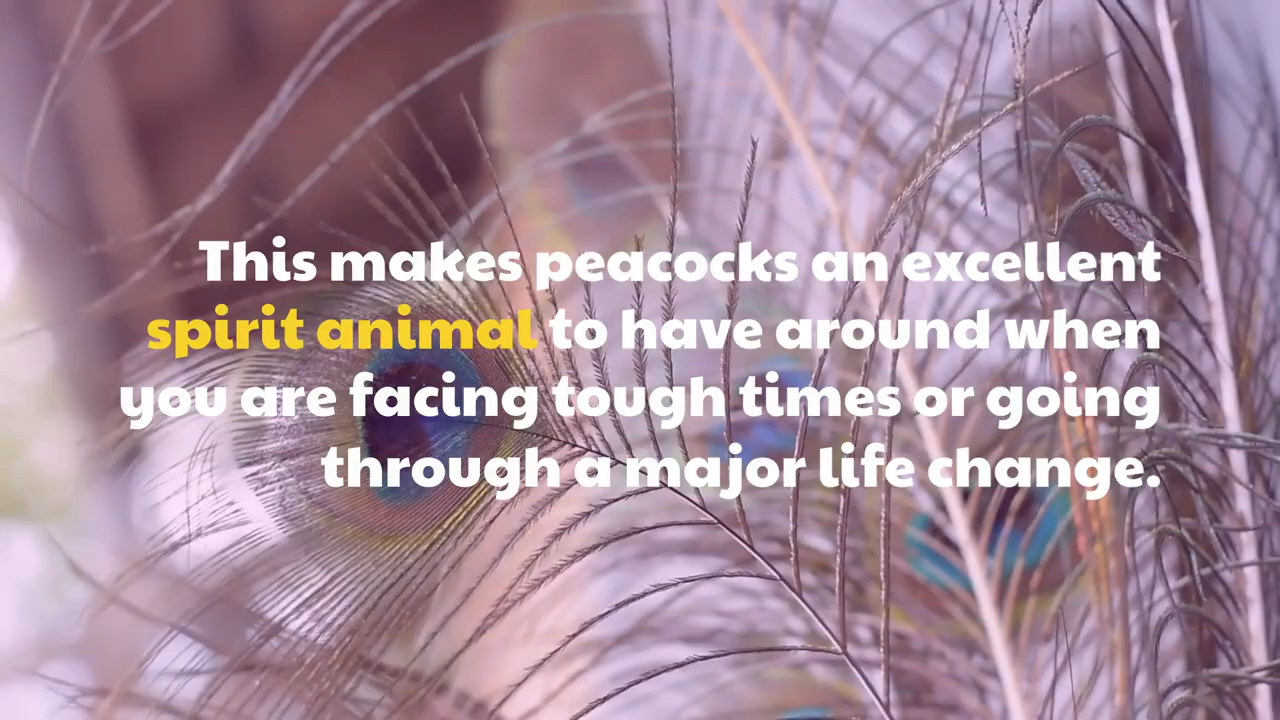 This makes peacocks an excellent
spirit animal to have around when
you are facing tough times or going
through a major life change.